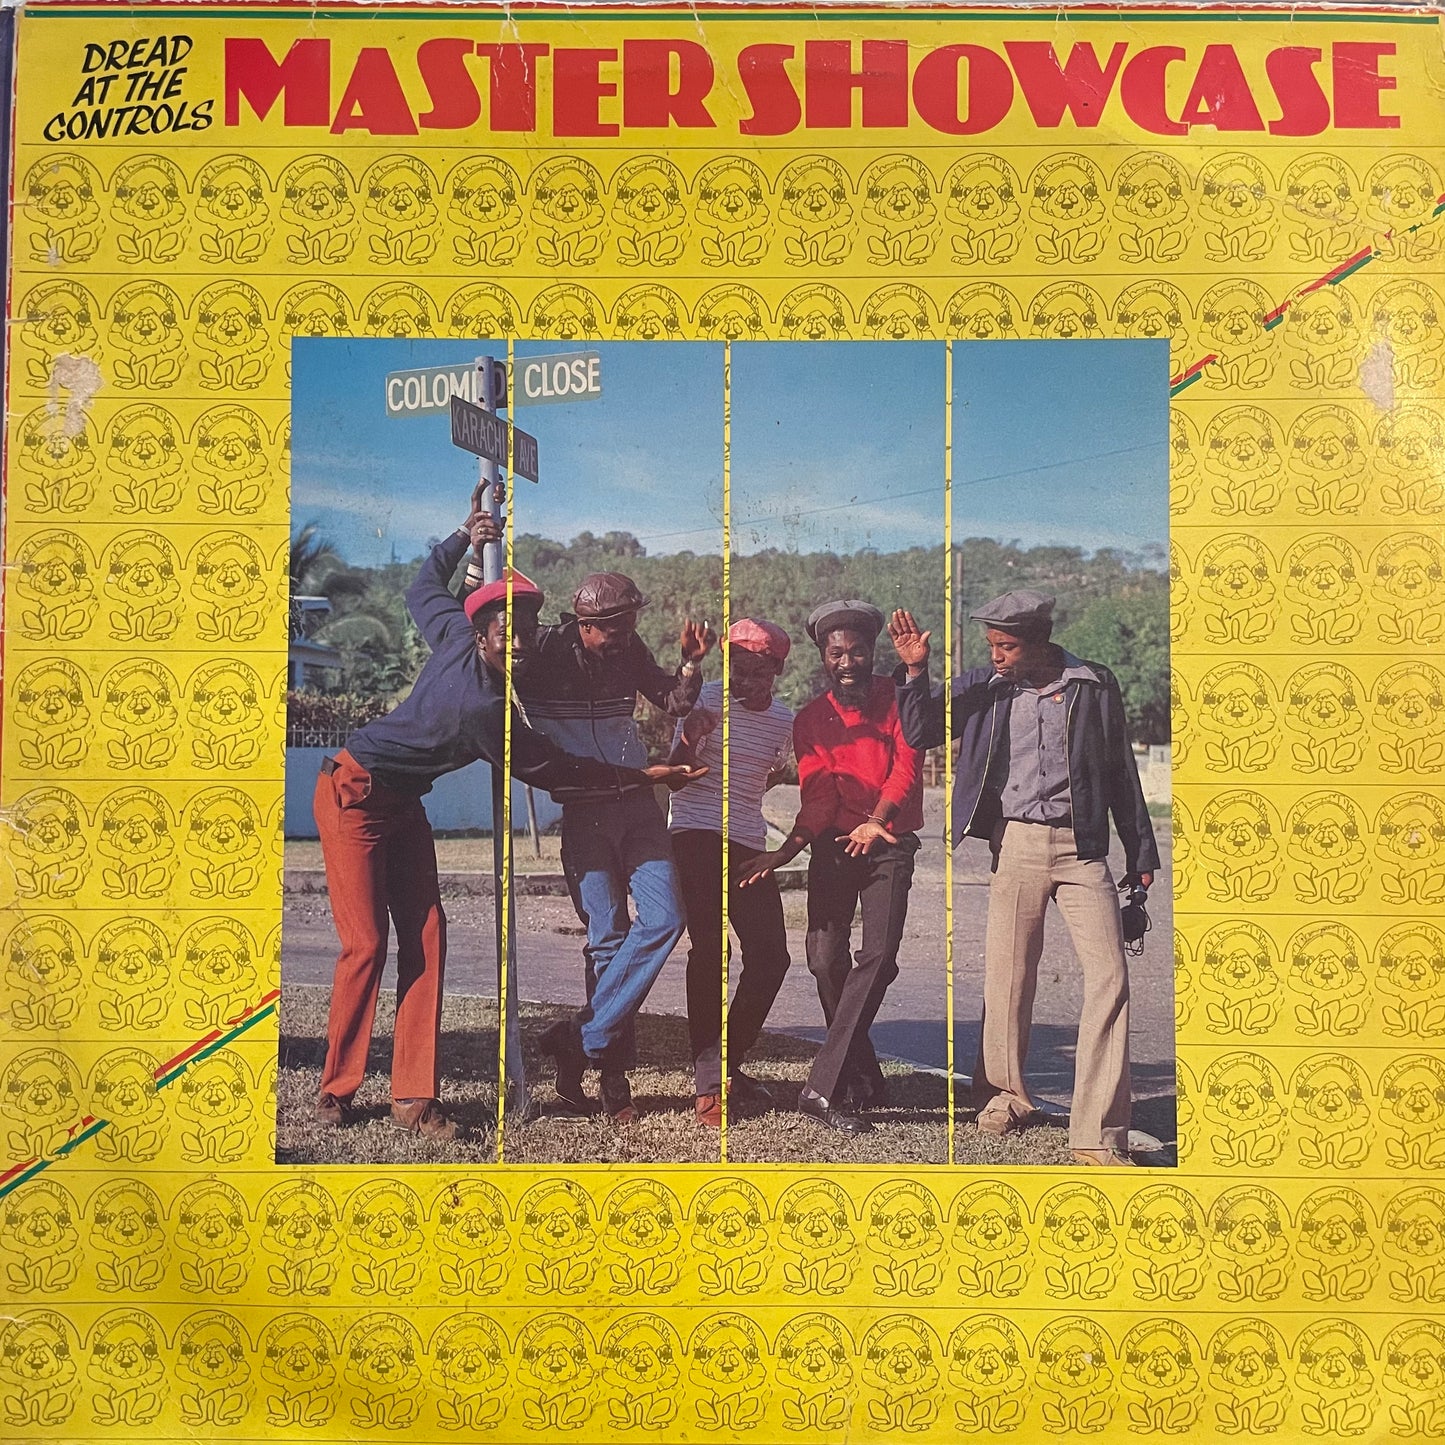 DREAD
AT THE
CONTROLS
MASTER SHOWCASE
COLOMBO CLOSE
KARACHI AVE